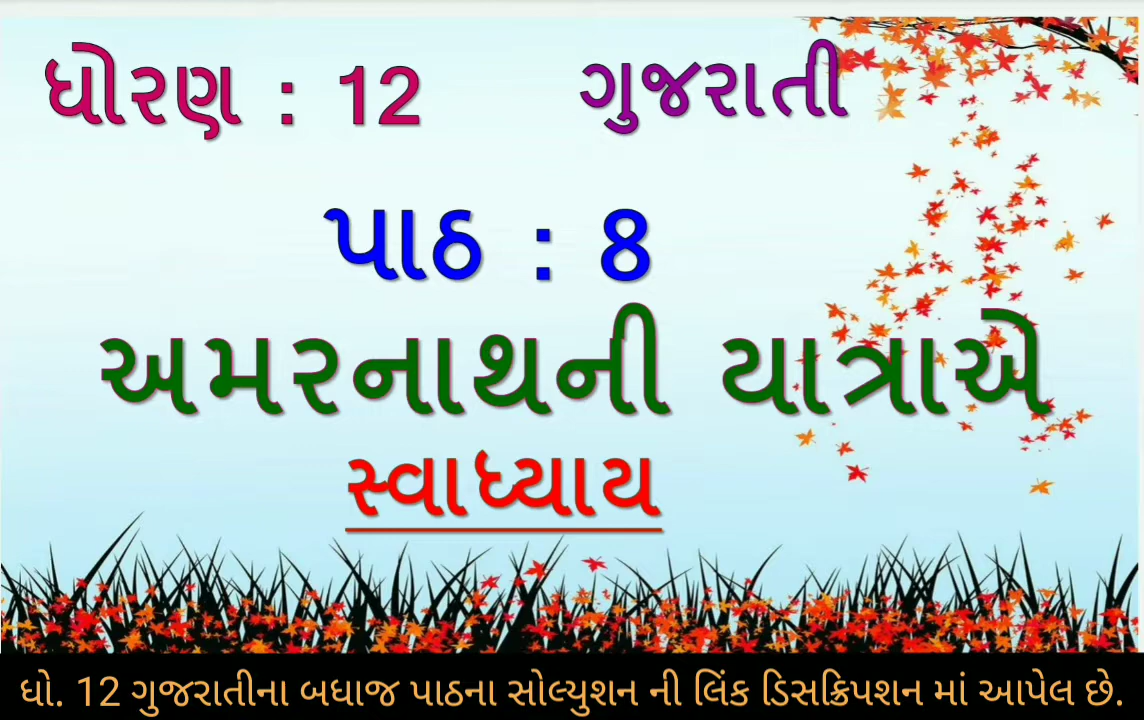 ધોરણ : 12 ગુજરાતી
પાઠ : 8
અમરનાથની યાત્રાએ
સ્વાધ્યાય
ધો. 12 ગુજરાતીના બધાજ પાઠના સોલ્યુશન ની લિંક ડિસક્રિપશન માં આપેલ છે.